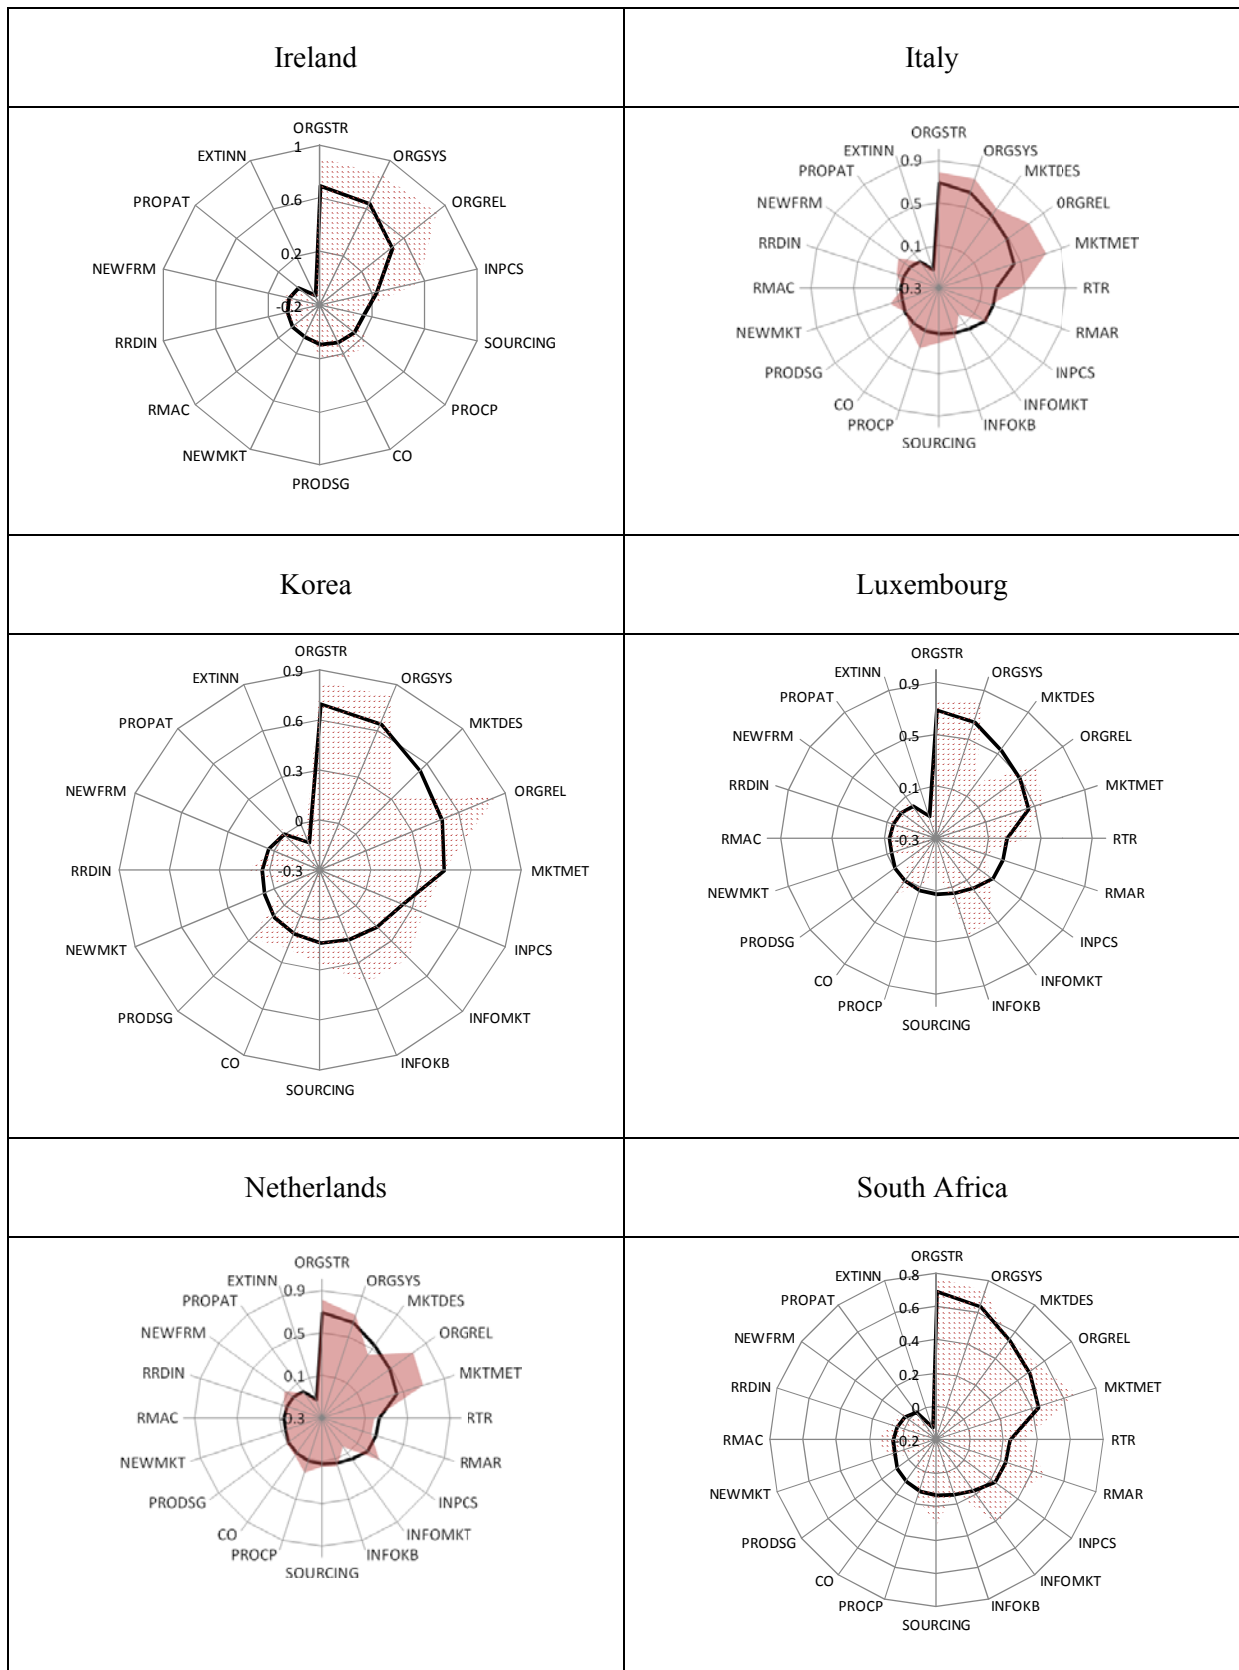 Ireland
Italy
ORGSTR
ORGSYS
ORGREL
INPCS
SOURCING
PROCP
CO
PRODSG
NEWMKT
RMAC
RRDIN
NEWFRM
PROPAT
EXTINN
1
0.6
0.2
-0.2
ORGSTR
ORGSYS
MKTDES
ORGREL
MKTMET
RTR
RMAR
INPCS
INFOMKT
INFOKB
SOURCING
PROCP
CO
PRODSG
NEWMKT
RMAC
RRDIN
NEWFRM
PROPAT
EXTINN
0.9
0.5
0.1
-0.3
Korea
Luxembourg
ORGSTR
ORGSYS
MKTDES
ORGREL
MKTMET
INPCS
INFOMKT
INFOKB
SOURCING
CO
PRODSG
NEWMKT
RRDIN
NEWFRM
PROPAT
EXTINN
0.9
0.6
0.3
0
-0.3
ORGSTR
ORGSYS
MKTDES
ORGREL
MKTMET
RTR
RMAR
INPCS
INFOMKT
INFOKB
SOURCING
PROCP
CO
PRODSG
NEWMKT
RMAC
RRDIN
NEWFRM
PROPAT
EXTINN
0.9
0.5
0.1
-0.3
Netherlands
South Africa
ORGSTR
ORGSYS
MKTDES
ORGREL
MKTMET
RTR
RMAR
INPCS
INFOMKT
INFOKB
SOURCING
PROCP
CO
PRODSG
NEWMKT
RMAC
RRDIN
NEWFRM
PROPAT
EXTINN
0.9
0.5
0.1
-0.3
ORGSTR
ORGSYS
MKTDES
ORGREL
MKTMET
RTR
RMAR
INPCS
INFOMKT
INFOKB
SOURCING
PROCP
CO
PRODSG
NEWMKT
RMAC
RRDIN
NEWFRM
PROPAT
EXTINN
0.8
0.6
0.4
0.2
0
-0.2